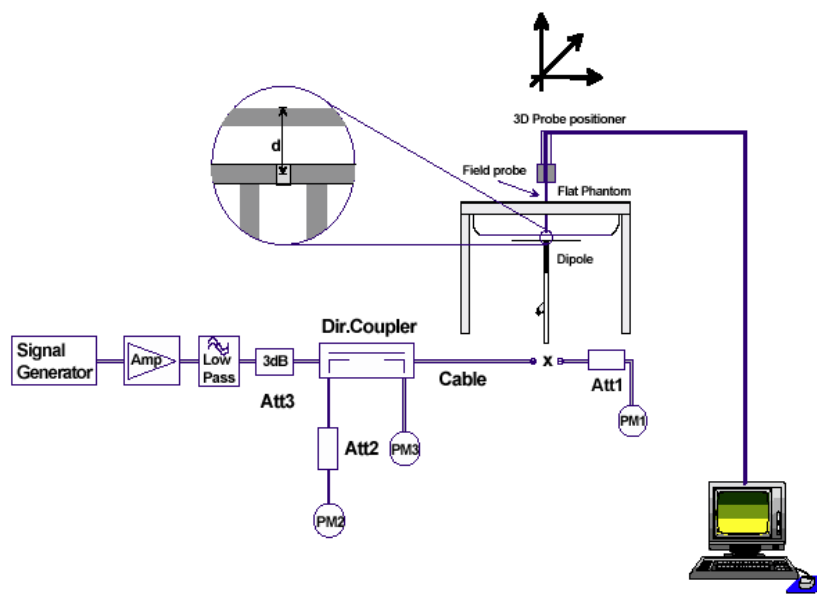 3D Probe positioner
d
Field probe
Flat Phantom
Dipole
Dir.Coupler
Signal
Generator
Amp
Low
Pass
3dB
Att3
Cable
x
Att1
PM1
Att2
PM3
PM2